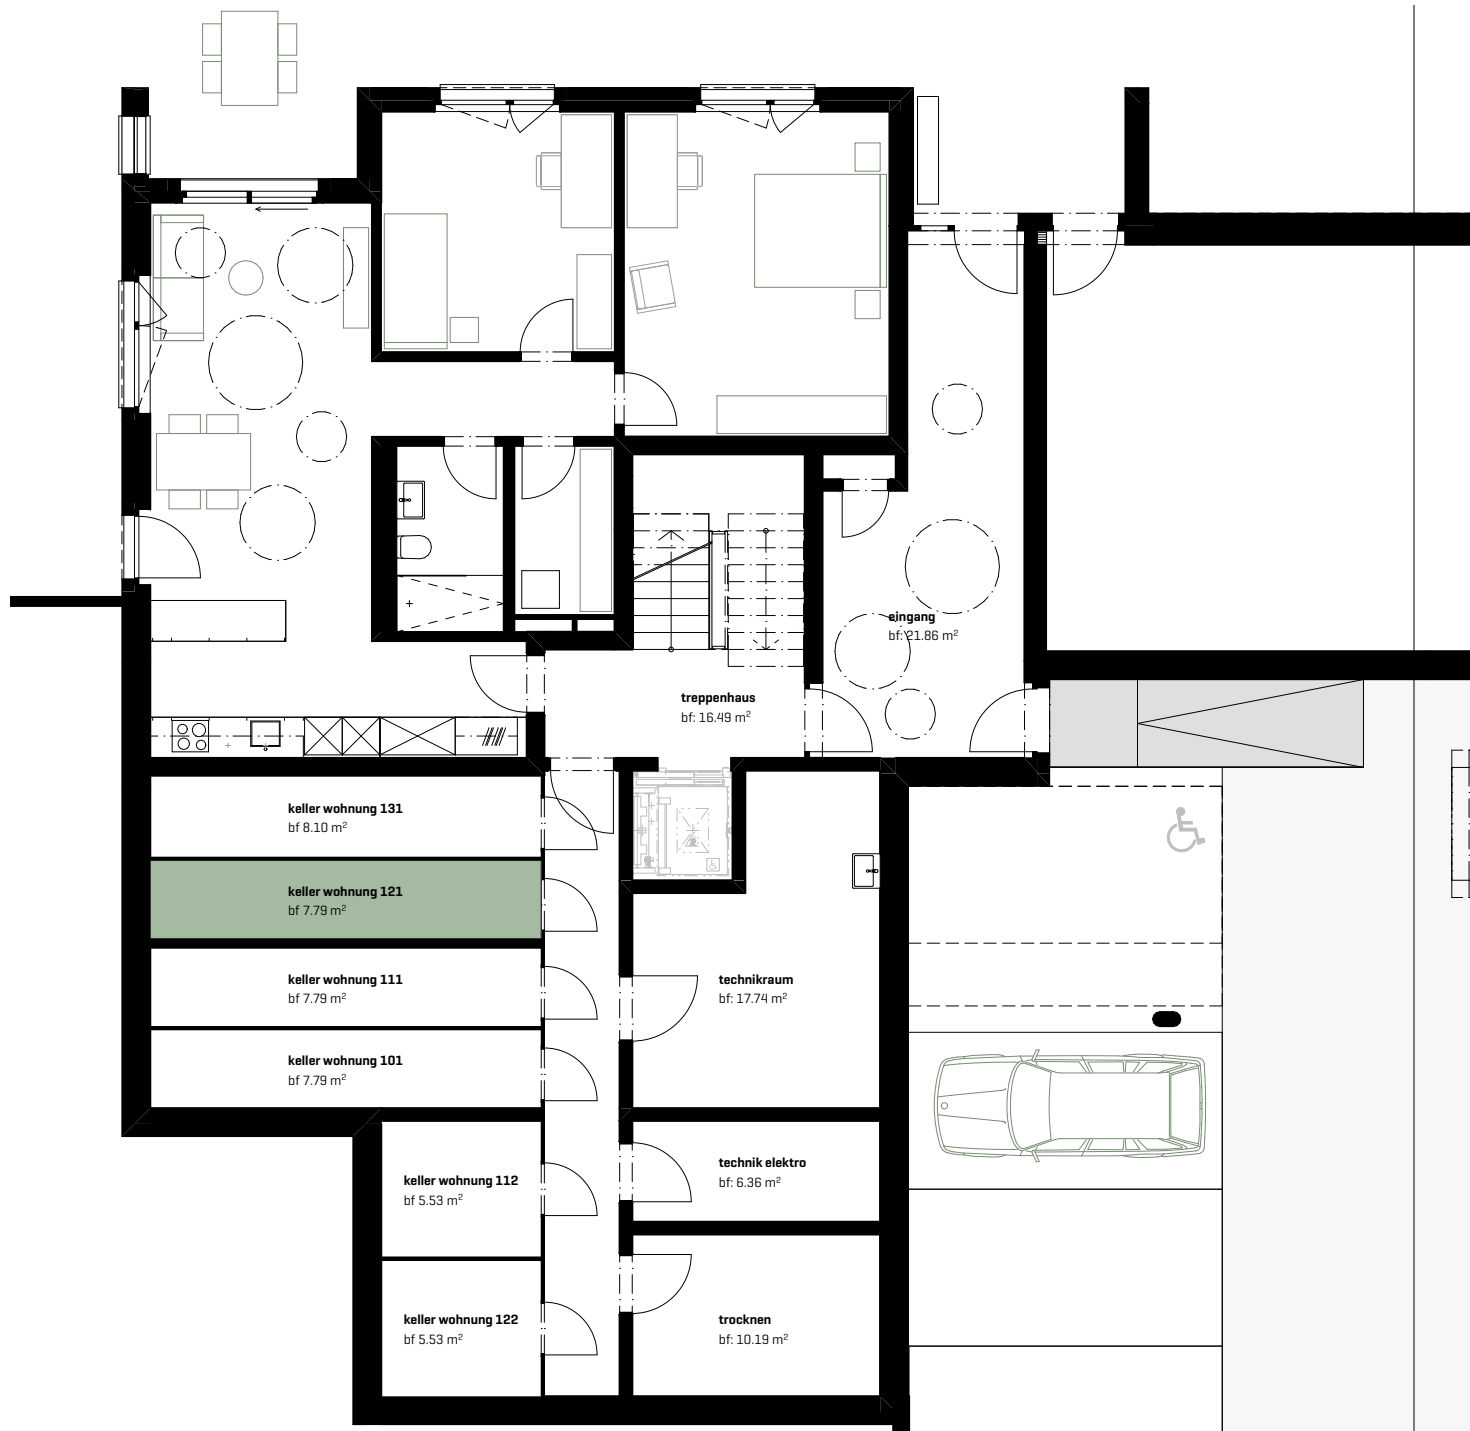 eingang
bf: 21.86 m²
treppenhaus
bf: 16.49 m²
keller wohnung 131
bf 8.10 m²
keller wohnung 121
bf 7.79 m²
keller wohnung 111
bf 7.79 m²
technikraum
bf: 17.74 m²
keller wohnung 101
bf 7.79 m²
technik elektro
bf: 6.36 m²
keller wohnung 112
bf 5.53 m²
keller wohnung 122
bf 5.53 m²
trocknen
bf: 10.19 m²